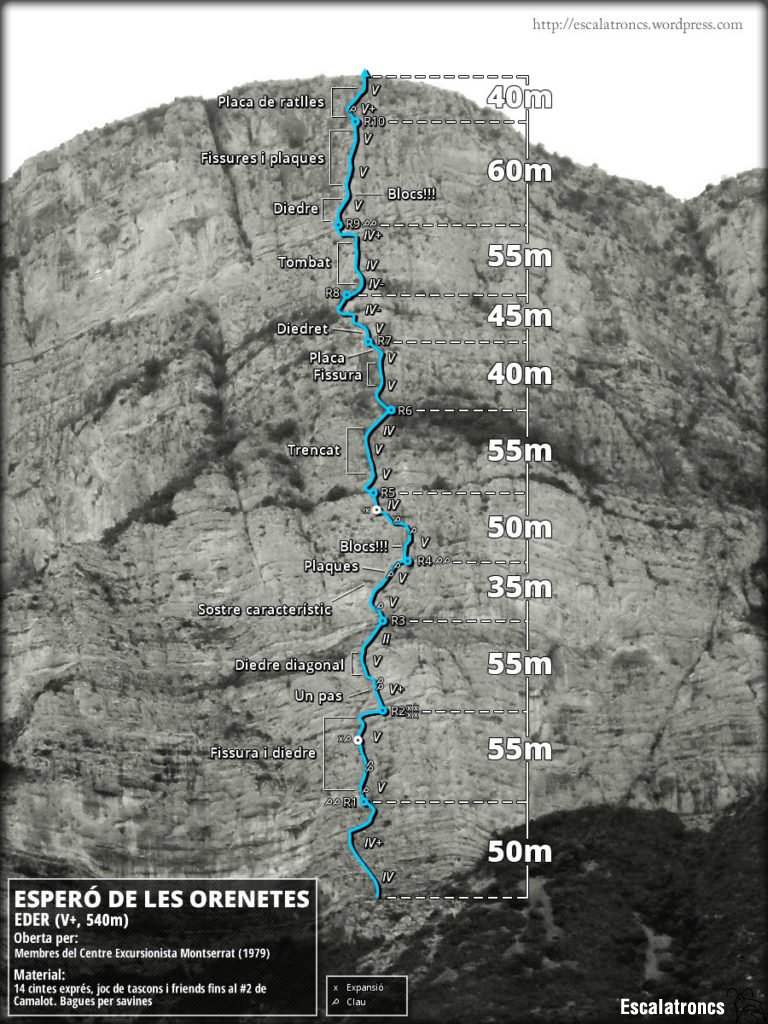 http://escalatroncs.wordpress.com
V
40m
Placa de ratlles
V+
R10
V
Fissures i plaques
60m
V
Blocs!!!
Diedre
V
R9
IV+
Tombat
IV
55m
IV-
R8
IV-
45m
Diedret
V
R7
Placa
V
Fissura
40m
V
R6
IV
Trencat
V
55m
V
R5
x
IV
50m
V
Blocs!!!
R4
Plaques
V
35m
Sostre característic
V
R3
II
Diedre diagonal
V
55m
Un pas
V+
R2 xx
xx
Fissura i diedre
x
V
55m
V
R1
IV+
50m
IV
ESPERÓ DE LES ORENETES
EDER (V+, 540m)
Oberta per:
Membres del Centre Excursionista Montserrat (1979)
Material:
14 cintes exprés, joc de tascons i friends fins al #2 de
Camalot. Bagues per savines
x Expansió
Clau
Escalatroncs